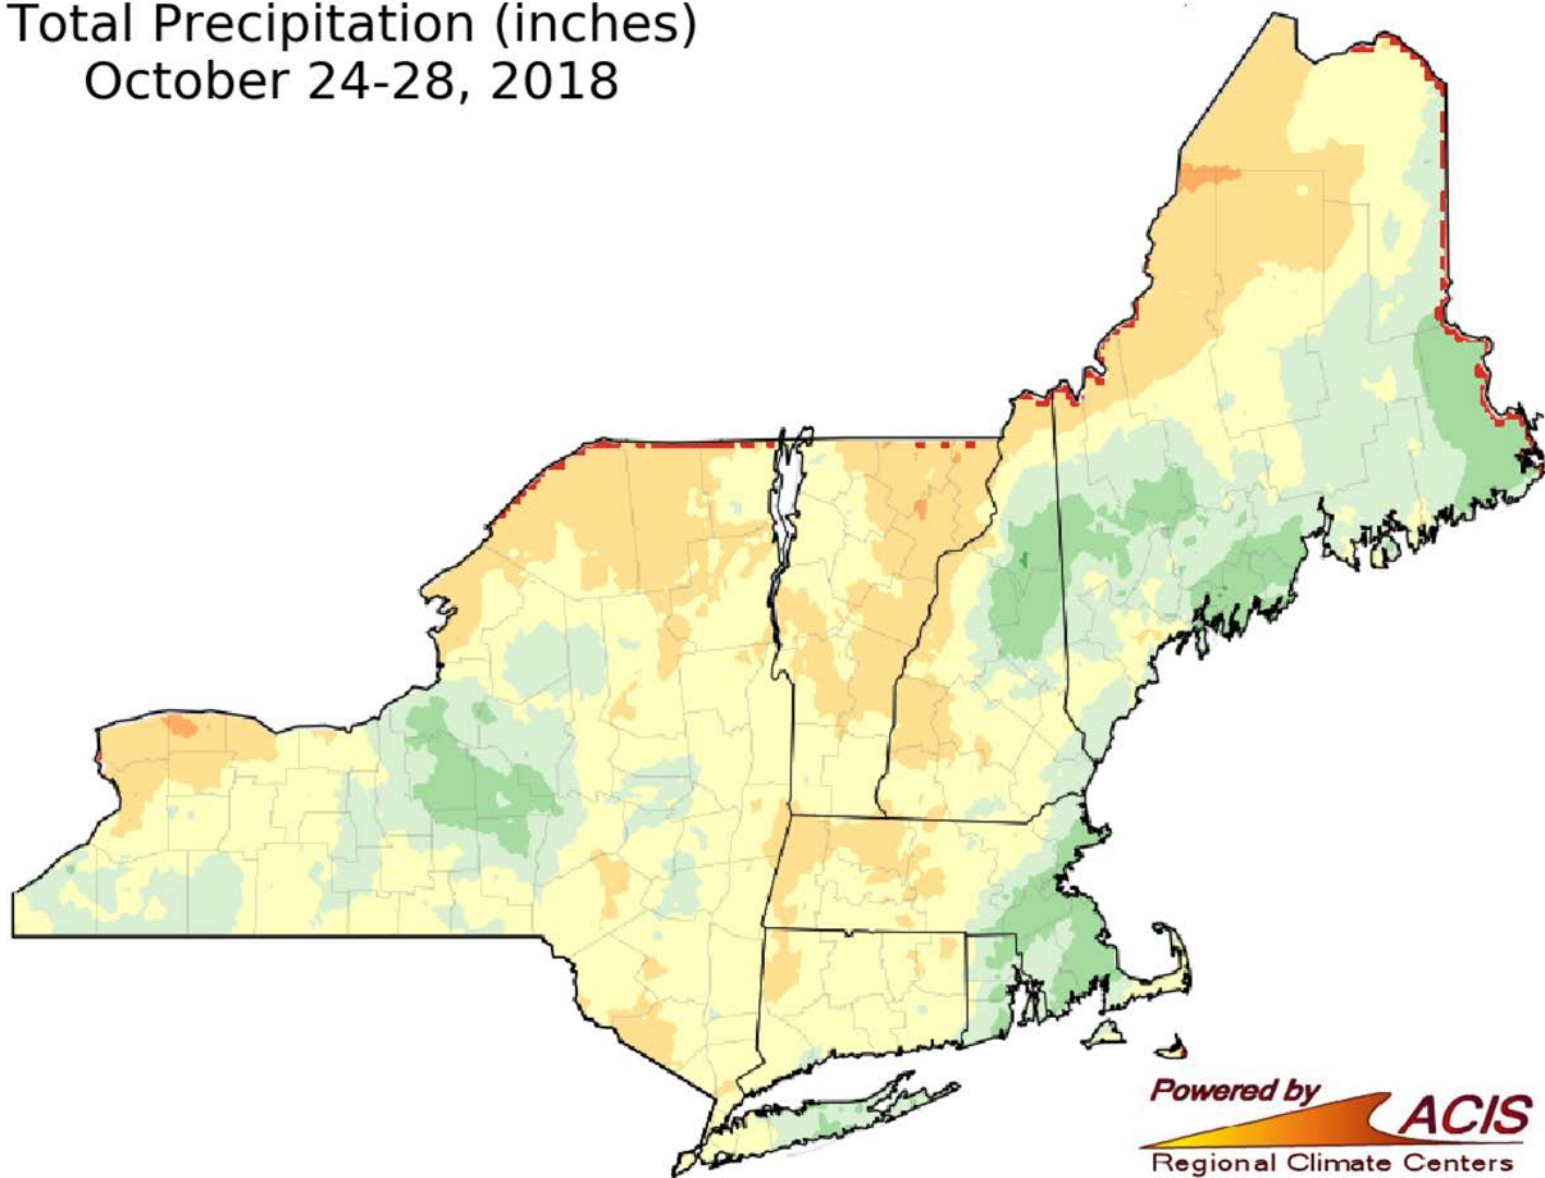 Total Precipitation (inches)
October 24-28, 2018
Powered by
ACIS
Regional Climate Centers